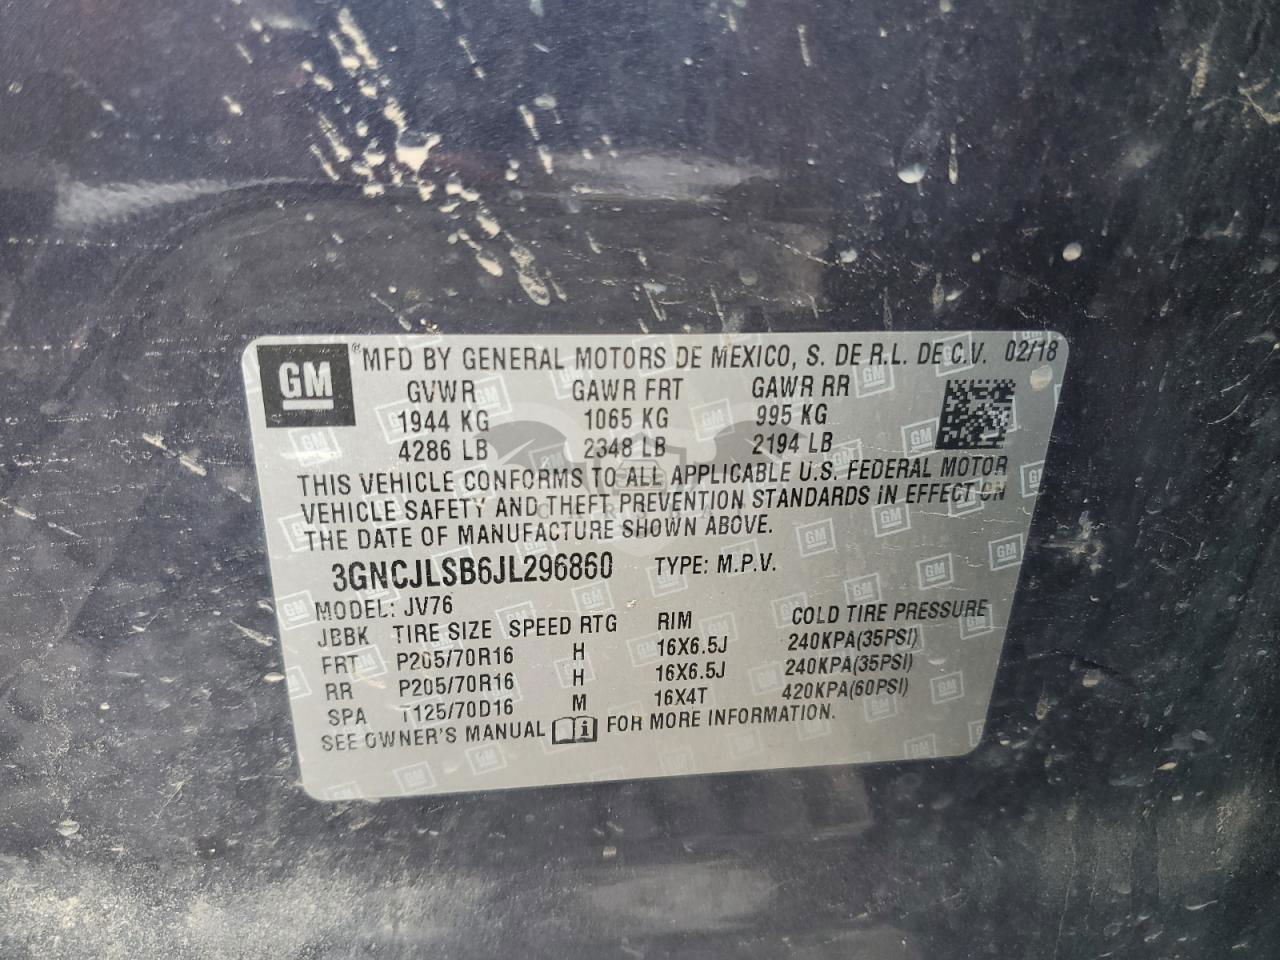 GM
® MFD BY GENERAL MOTORS DE MEXICO, S. DE R.L. DE C.V. 02/18
GVWR GAWR FRT GAWR RR
1944 KG 1065 KG 995 KG
4286 LB 2348 LB 2194 LB
THIS VEHICLE CONFORMS TO ALL APPLICABLE U.S. FEDERAL MOTOR
VEHICLE SAFETY AND THEFT PREVENTION STANDARDS IN EFFECT ON
THE DATE OF MANUFACTURE SHOWN ABOVE.
3GNCJLSB6JL296860 TYPE: M.P.V.
MODEL: JV76
JBBK TIRE SIZE SPEED RTG RIM COLD TIRE PRESSURE
FRT P205/70R16 H 16X6.5J 240KPA(35PSI)
RR P205/70R16 H 16X6.5J 240KPA(35PSI)
SPA T125/70D16 M 16X4T 420KPA(60PSI)
SEE OWNER'S MANUAL i FOR MORE INFORMATION.